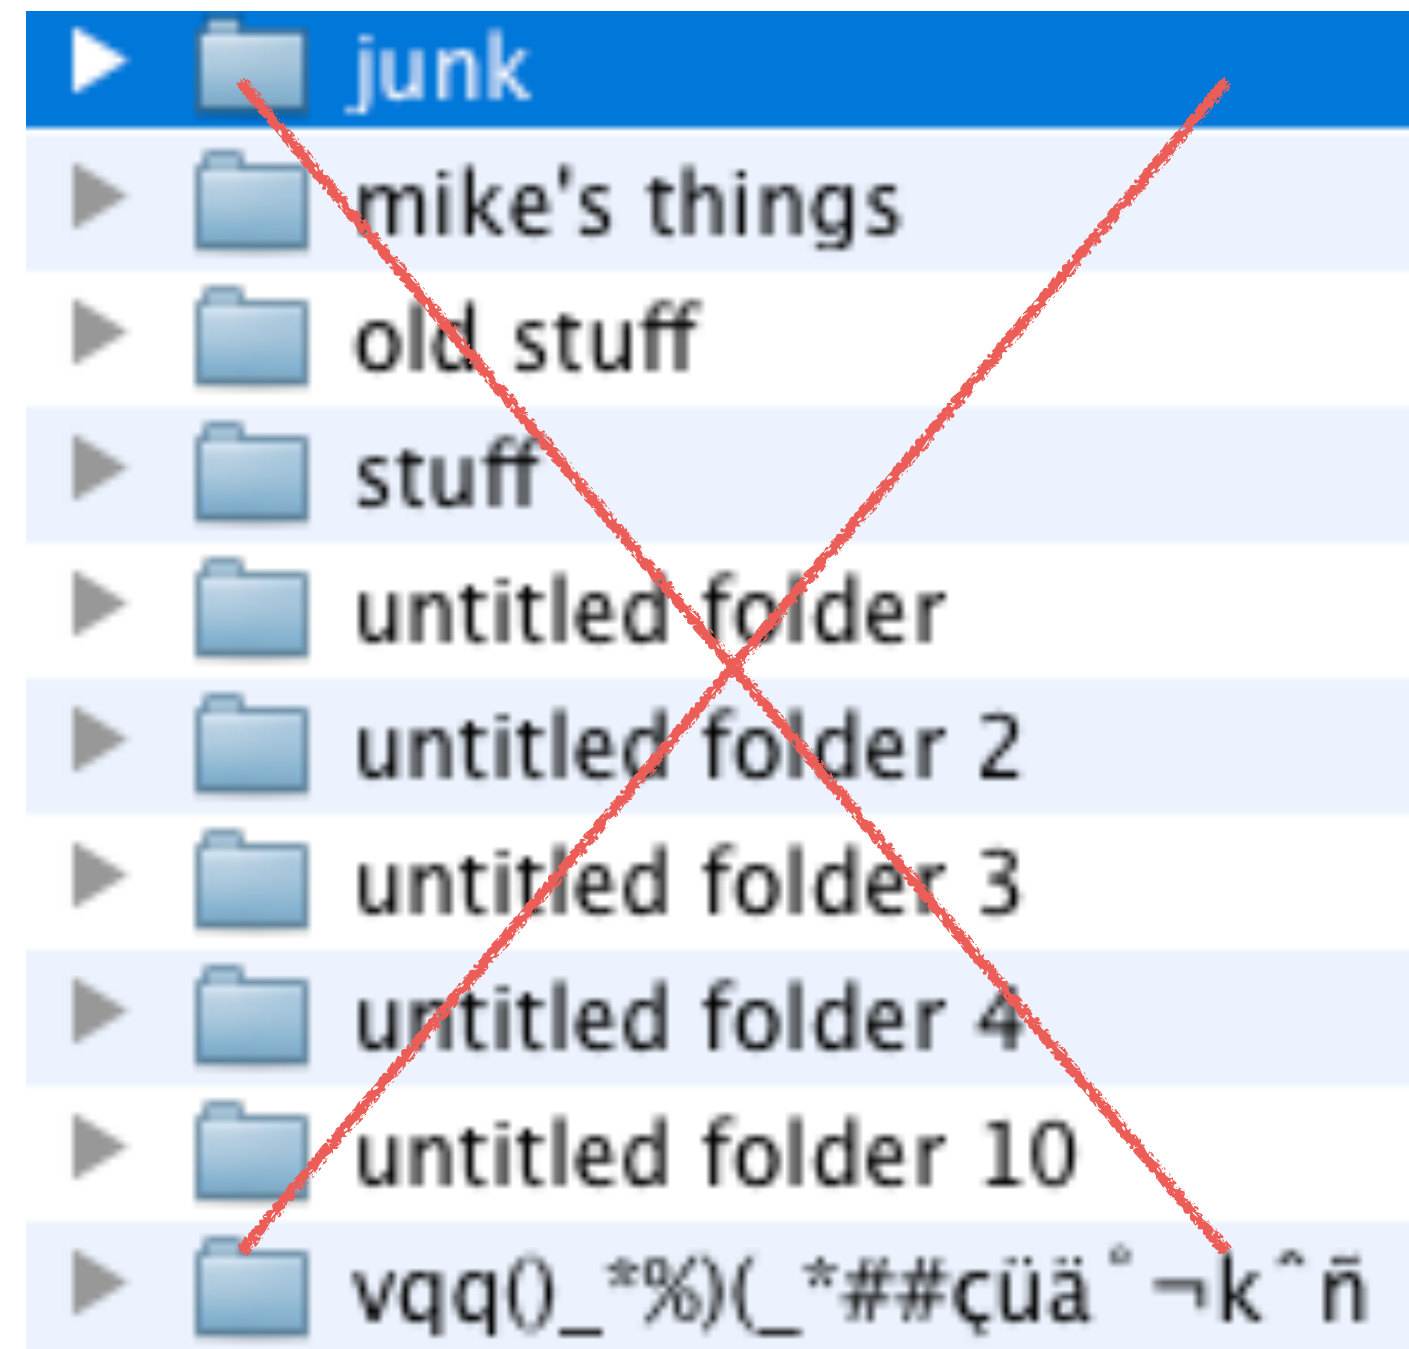 junk
mike's things
old stuff
stuff
untitled folder
untitled folder 2
untitled folder 3
untitled folder 4
untitled folder 10
vqq()_*%)(_*##çüä°¬kˆñ